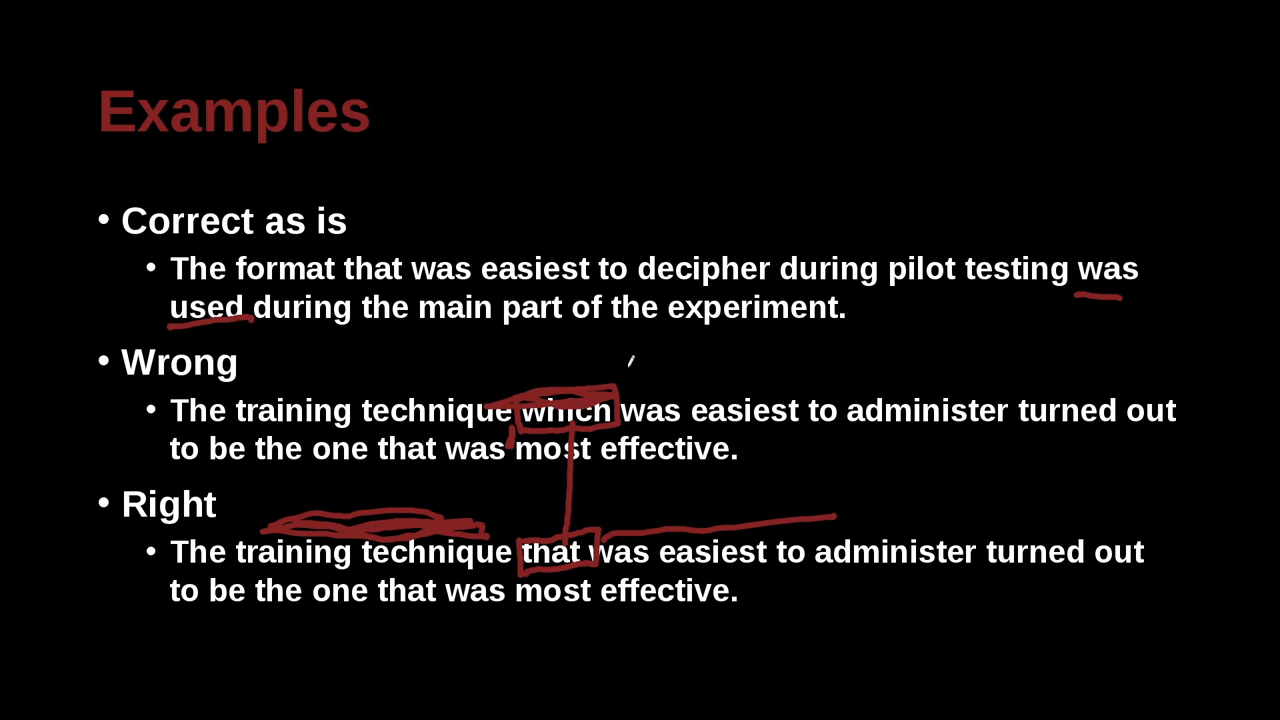 Examples
• Correct as is
• The format that was easiest to decipher during pilot testing was
used during the main part of the experiment.
• Wrong
• The training technique which was easiest to administer turned out
to be the one that was most effective.
• Right
• The training technique that was easiest to administer turned out
to be the one that was most effective.